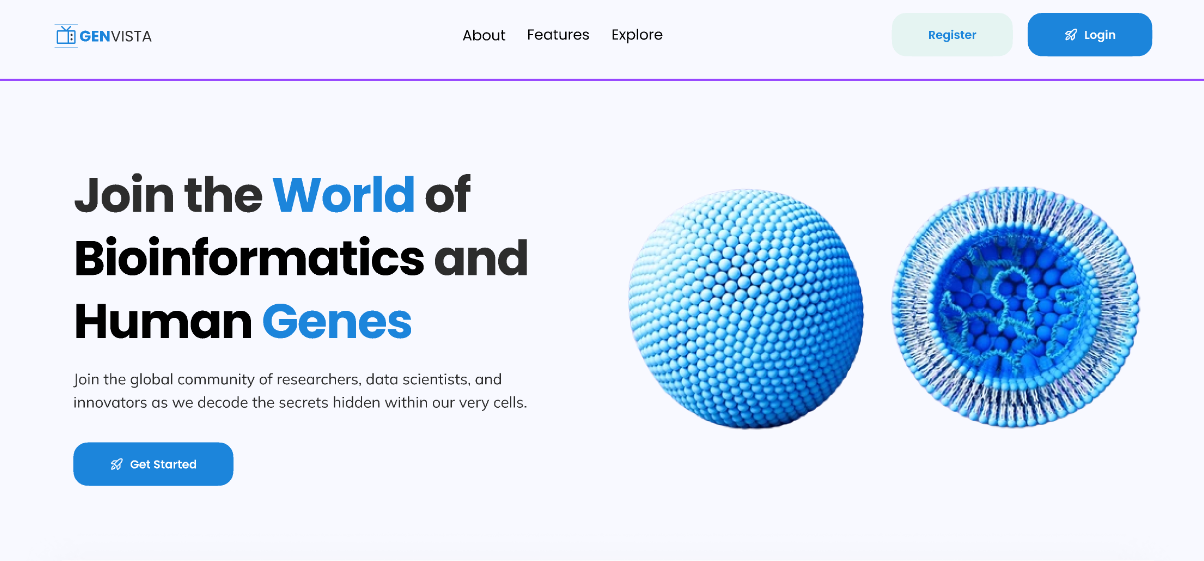 GENVISTA
About Features Explore
Register
Login
Join the World of
Bioinformatics and
Human Genes
Join the global community of researchers, data scientists, and
innovators as we decode the secrets hidden within our very cells.
Get Started